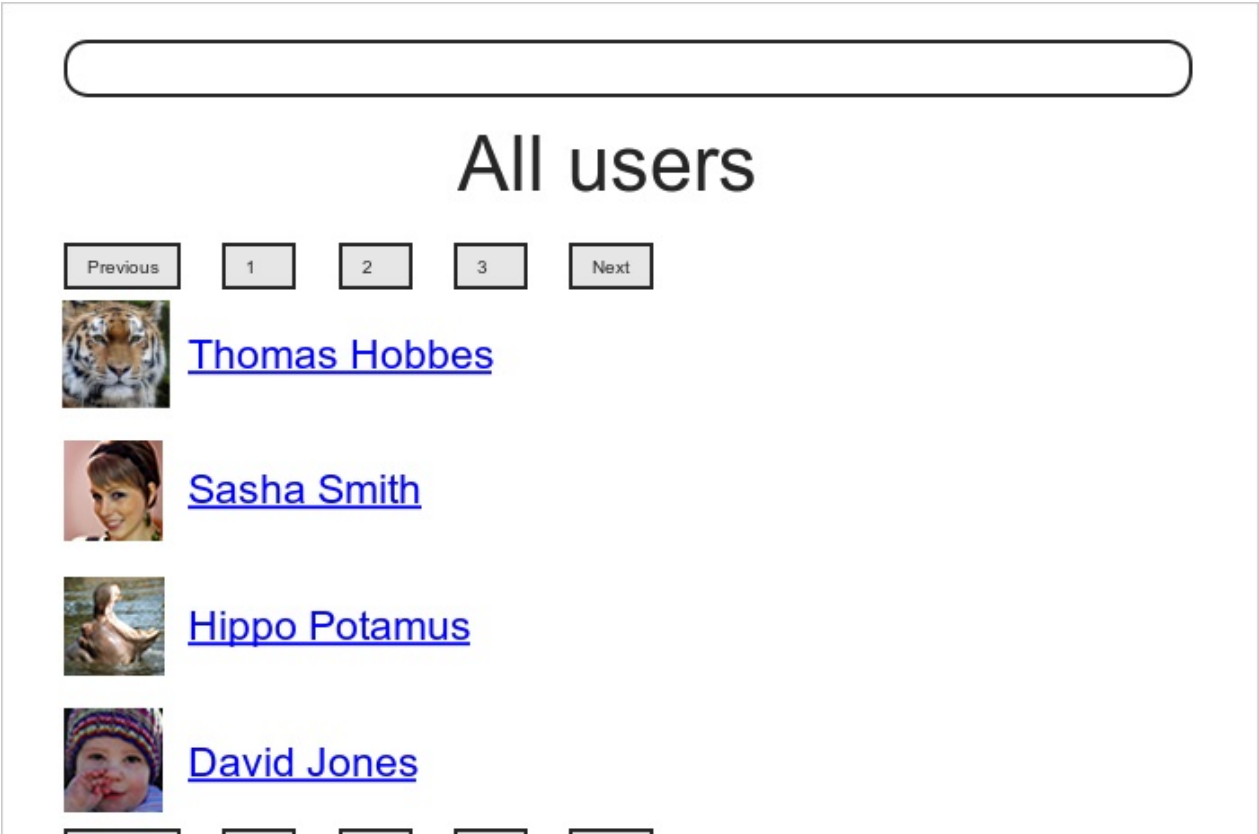 All users
Previous 1 2 3 Next
Thomas Hobbes
Sasha Smith
Hippo Potamus
David Jones